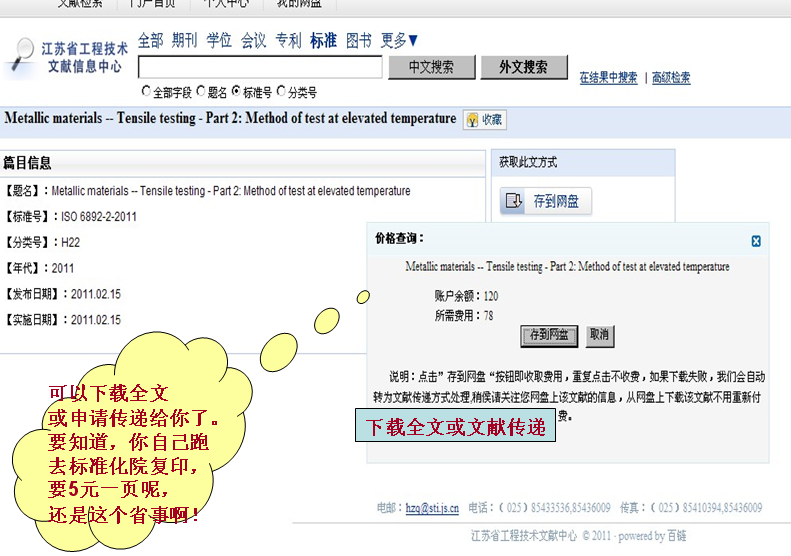 文献检索 门户首页 个人中心 我的网盘
江苏省工程技术
文献信息中心
全部 期刊 学位 会议 专利 标准 图书 更多▼
中文搜索 外文搜索
在结果中搜索 | 高级检索
全部字段 题名 标准号 分类号
Metallic materials -- Tensile testing - Part 2: Method of test at elevated temperature 收藏
篇目信息
【题名】：Metallic materials -- Tensile testing - Part 2: Method of test at elevated temperature
【标准号】：ISO 6892-2-2011
【分类号】：H22
【年代】：2011
【发布日期】：2011.02.15
【实施日期】：2011.02.15
获取此文方式
存到网盘
价格查询：
Metallic materials -- Tensile testing - Part 2: Method of test at elevated temperature
账户余额：120
所需费用：78
存到网盘 取消
说明：点击”存到网盘“按钮即收取费用，重复点击不收费，如果下载失败，我们会自动
转为文献传递方式处理,稍侯请关注您网盘上该文献的信息，从网盘上下载该文献不用重新付
费。
下载全文或文献传递
可以下载全文
或申请传递给你了。
要知道，你自己跑
去标准化院复印，
要5元一页呢，
还是这个省事啊！
电邮：hzq@sti.js.cn 电话：（025）85433536,85436009 传真：（025）85410394,85436009
江苏省工程技术文献中心 © 2011 · powered by 百链